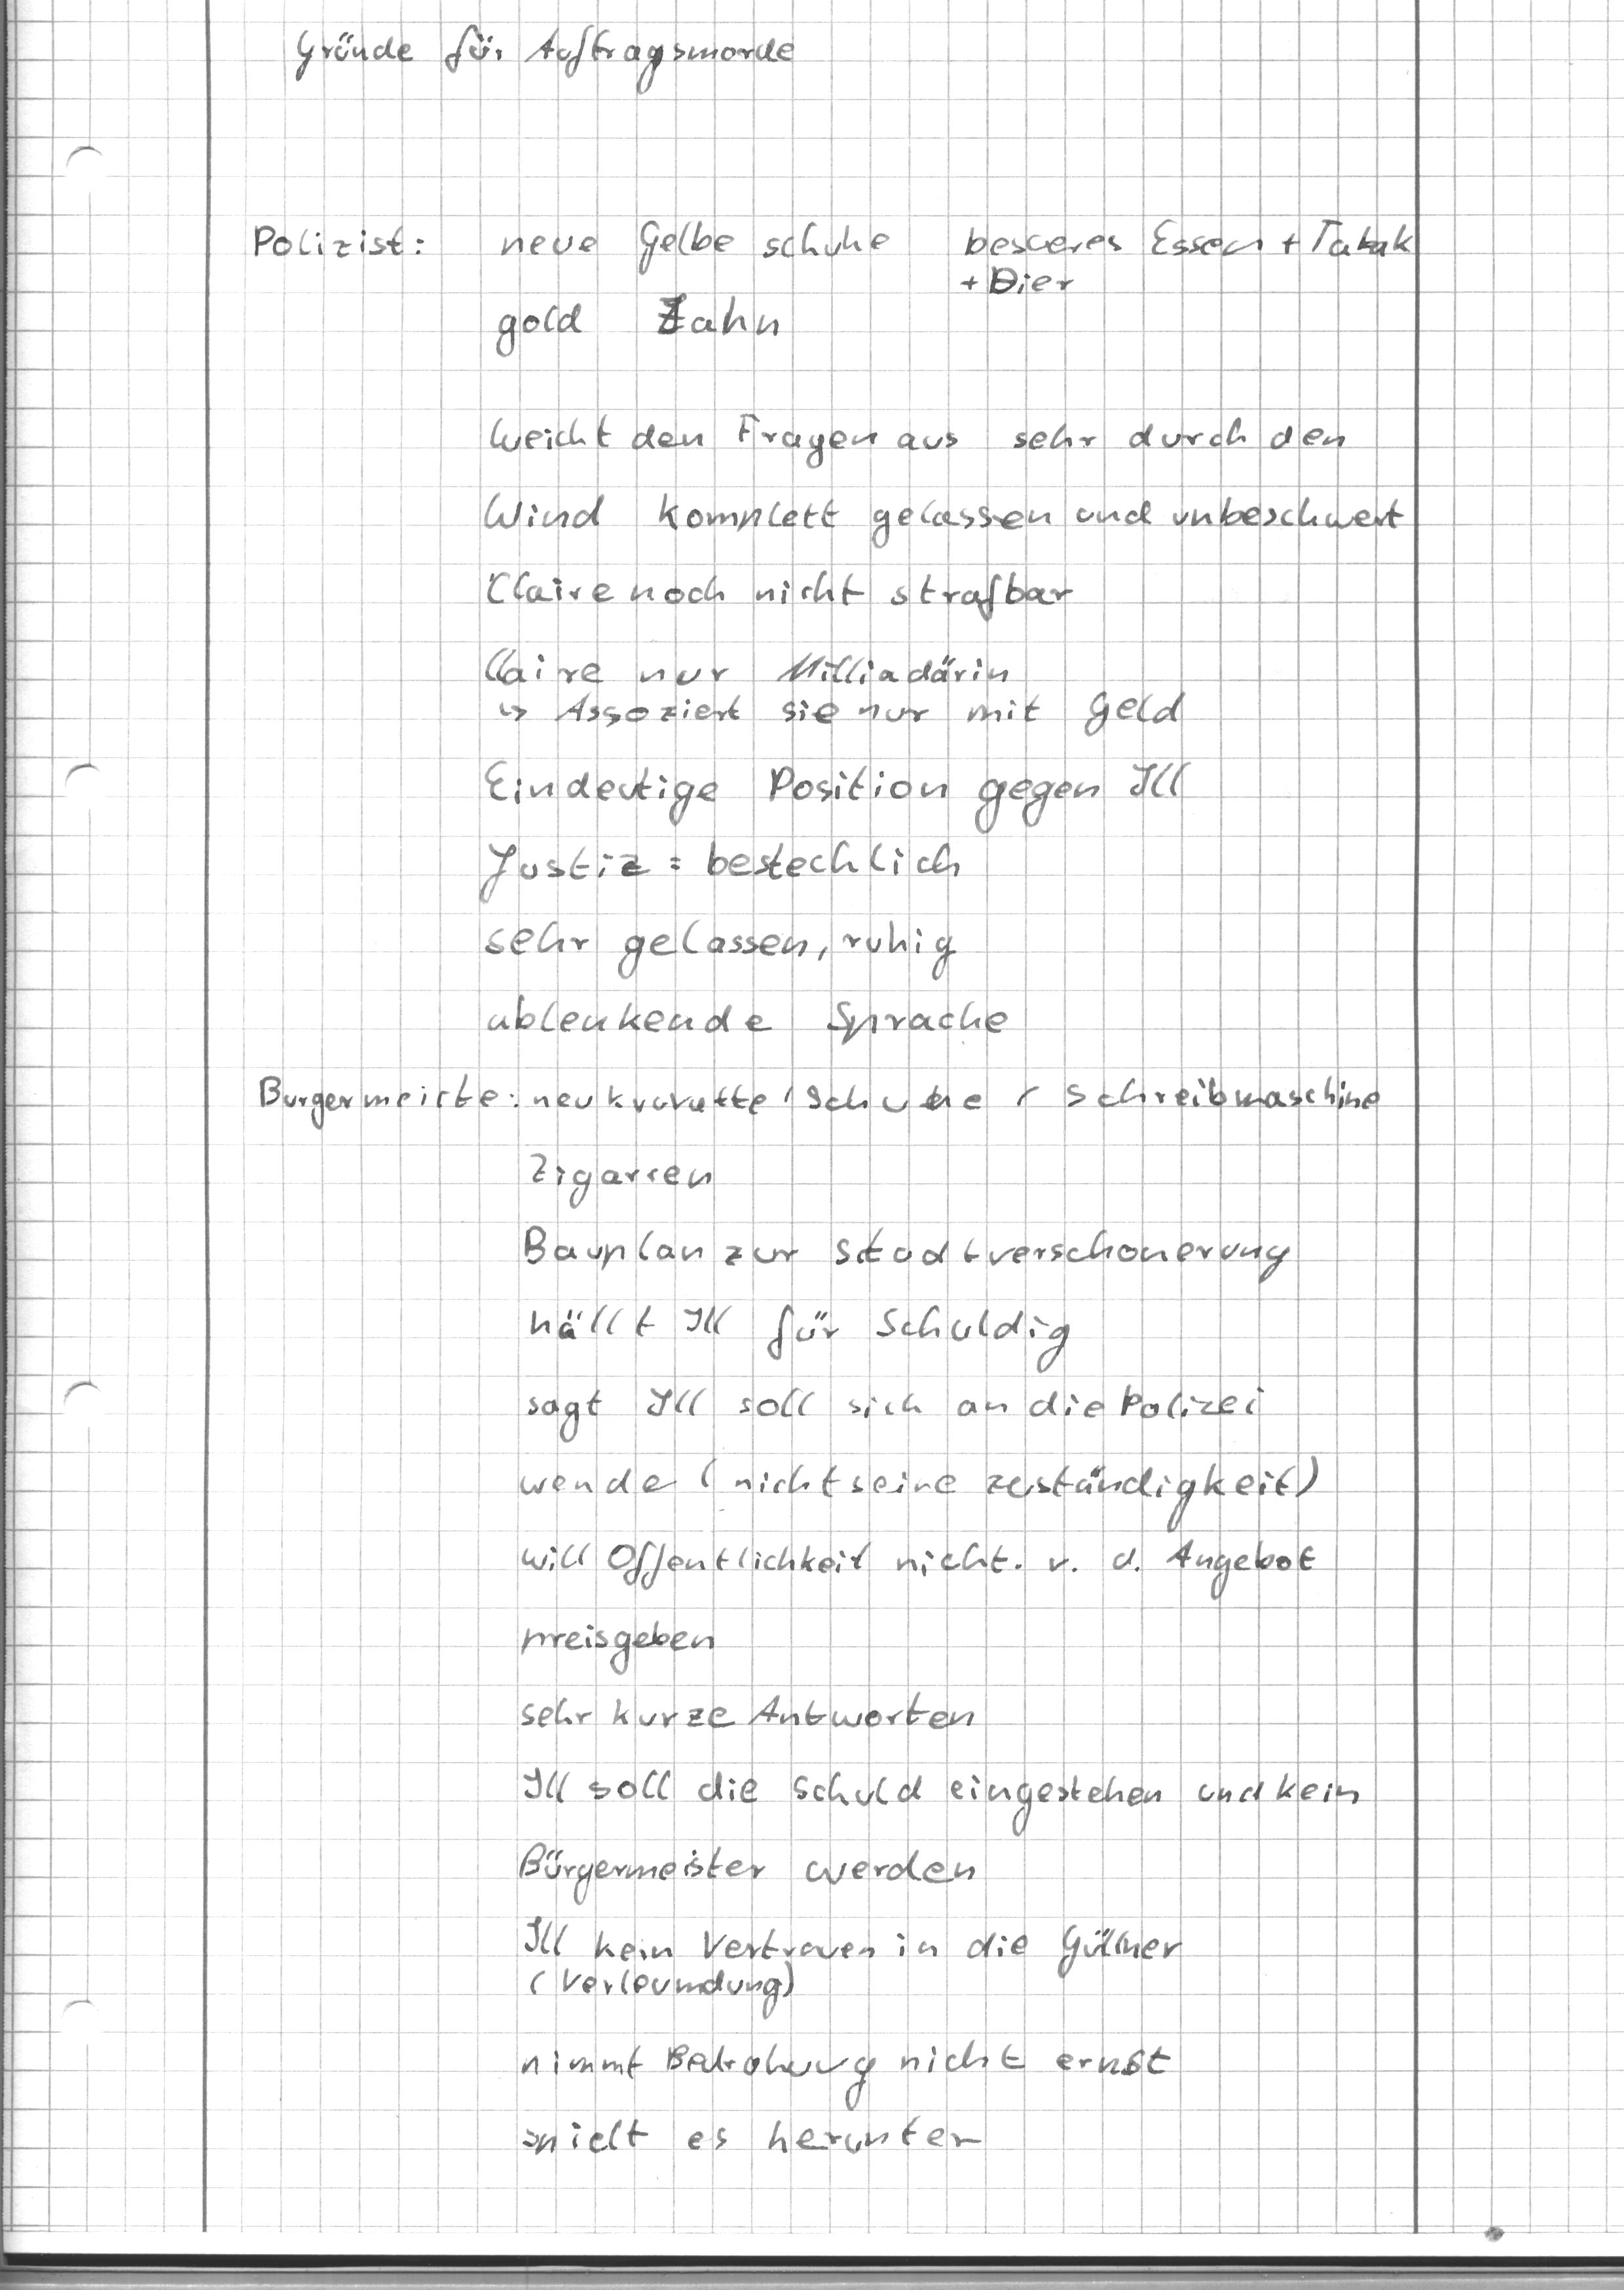 Gründe für Auftragsmorde
Polizist: neue Gelbe schuhe besseres Essen + Tabak
+ Bier
gold Zahn
Weicht den Fragen aus sehr durch den
Wind komplett gelassen und unbeschwert
Claire noch nicht strafbar
Claire nur Milliadärin
↳ Assoziert sie nur mit Geld
Eindeutige Position gegen Ill
Justiz = bestechlich
sehr gelassen, ruhig
ablenkende Sprache
Burgermeiste: neu kravatte / Schuhe / Schreibmaschine
Zigarren
Bauplan zur Stadtverschonerung
hällt Ill für Schuldig
sagt Ill soll sich an die Polizei
wende (nicht seine zuständigkeit)
will Offentlichkeit nicht. v. d. Angebot
preisgeben
sehr kurze Antworten
Ill soll die Schuld eingestehen und kein
Bürgermeister werden
Ill kein Vertrauen in die Güllner
(Verleumdung)
nimmt Bedrohung nicht ernst
spielt es herunter